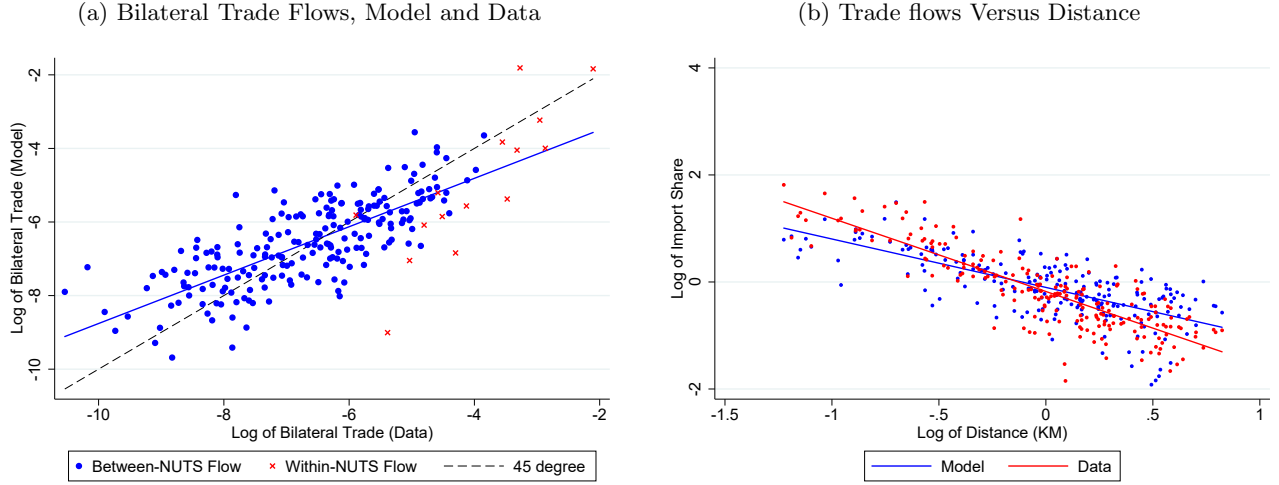 (a) Bilateral Trade Flows, Model and Data
Log of Bilateral Trade (Model)
-2
-4
-6
-8
-10
-10
-8
-6
-4
-2
Log of Bilateral Trade (Data)
Between-NUTS Flow
Within-NUTS Flow
45 degree
(b) Trade flows Versus Distance
Log of Import Share
4
2
0
-2
-1.5
-1
-.5
0
.5
1
Log of Distance (KM)
Model
Data